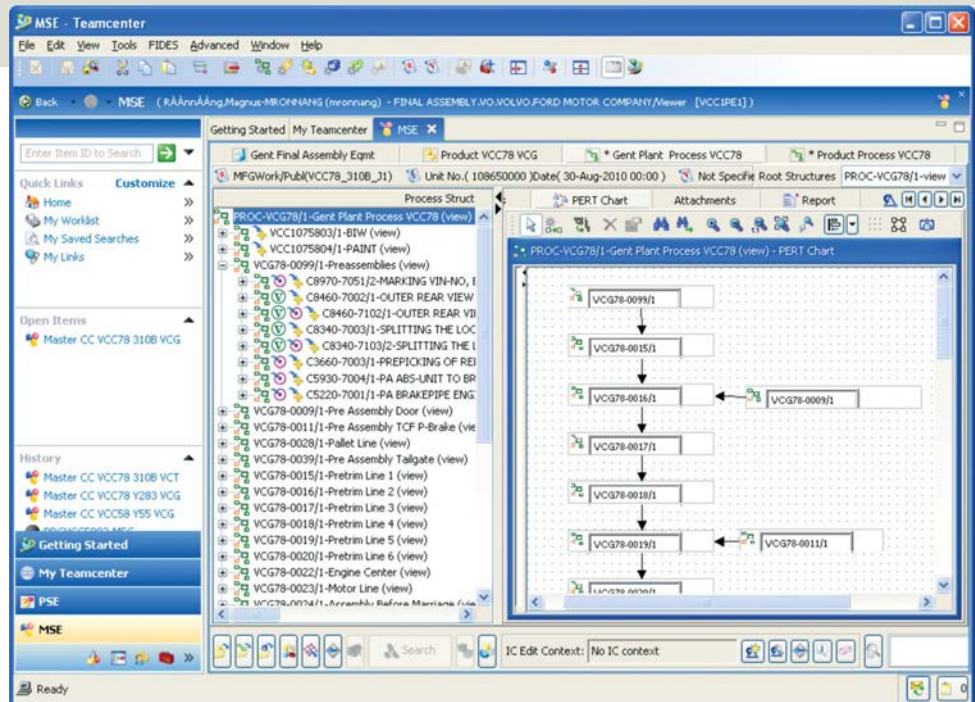 MSE - Teamcenter
File Edit View Tools FIDES Advanced Window Help
Back MSE (RÅÅnnÅÅng,Magnus-MRONNANG (mronnang) - FINAL ASSEMBLY.VO.VOLVO.FORD MOTOR COMPANY/Viewer [VCC1PE1] )
Getting Started My Teamcenter MSE
Enter Item ID to Search
Gent Final Assembly Eqmt Product VCC78 VCG * Gent Plant Process VCC78 * Product Process VCC78
MFGWork/Publ(VCC78_310B_J1) Unit No.( 108650000 )Date( 30-Aug-2010 00:00 ) Not Specifie Root Structures PROC-VCG78/1-view
Quick Links Customize
Home
My Worklist
My Saved Searches
My Links
Open Items
Master CC VCC78 310B VCG
History
Master CC VCC78 310B VCT
Master CC VCC78 Y283 VCG
Master CC VCC58 Y55 VCG
Getting Started
My Teamcenter
PSE
MSE
Process Struct
PROC-VCG78/1-Gent Plant Process VCC78 (view)
VCC1075803/1-BIW (view)
VCC1075804/1-PAINT (view)
VCG78-0099/1-Preassemblies (view)
C8970-7051/2-MARKING VIN-NO, E
C8460-7002/1-OUTER REAR VIEW
C8460-7102/1-OUTER REAR VI
C8340-7003/1-SPLITTING THE LOC
C8340-7103/2-SPLITTING THE L
C3660-7003/1-PREPICKING OF REI
C5930-7004/1-PA ABS-UNIT TO BR
C5220-7001/1-PA BRAKEPIPE ENG
VCG78-0009/1-Pre Assembly Door (view)
VCG78-0011/1-Pre Assembly TCF P-Brake (vie
VCG78-0028/1-Pallet Line (view)
VCG78-0039/1-Pre Assembly Tailgate (view)
VCG78-0015/1-Pretrim Line 1 (view)
VCG78-0016/1-Pretrim Line 2 (view)
VCG78-0017/1-Pretrim Line 3 (view)
VCG78-0018/1-Pretrim Line 4 (view)
VCG78-0019/1-Pretrim Line 5 (view)
VCG78-0020/1-Pretrim Line 6 (view)
VCG78-0022/1-Engine Center (view)
VCG78-0023/1-Motor Line (view)
VCG78-0024/1-Assembly Before Marriage (vie
PERT Chart Attachments Report
PROC-VCG78/1-Gent Plant Process VCC78 (view) - PERT Chart
VCG78-0099/1
VCG78-0015/1
VCG78-0016/1 VCG78-0009/1
VCG78-0017/1
VCG78-0018/1
VCG78-0019/1 VCG78-0011/1
VCG78-0020/1
Search IC Edit Context: No IC context
Ready 0